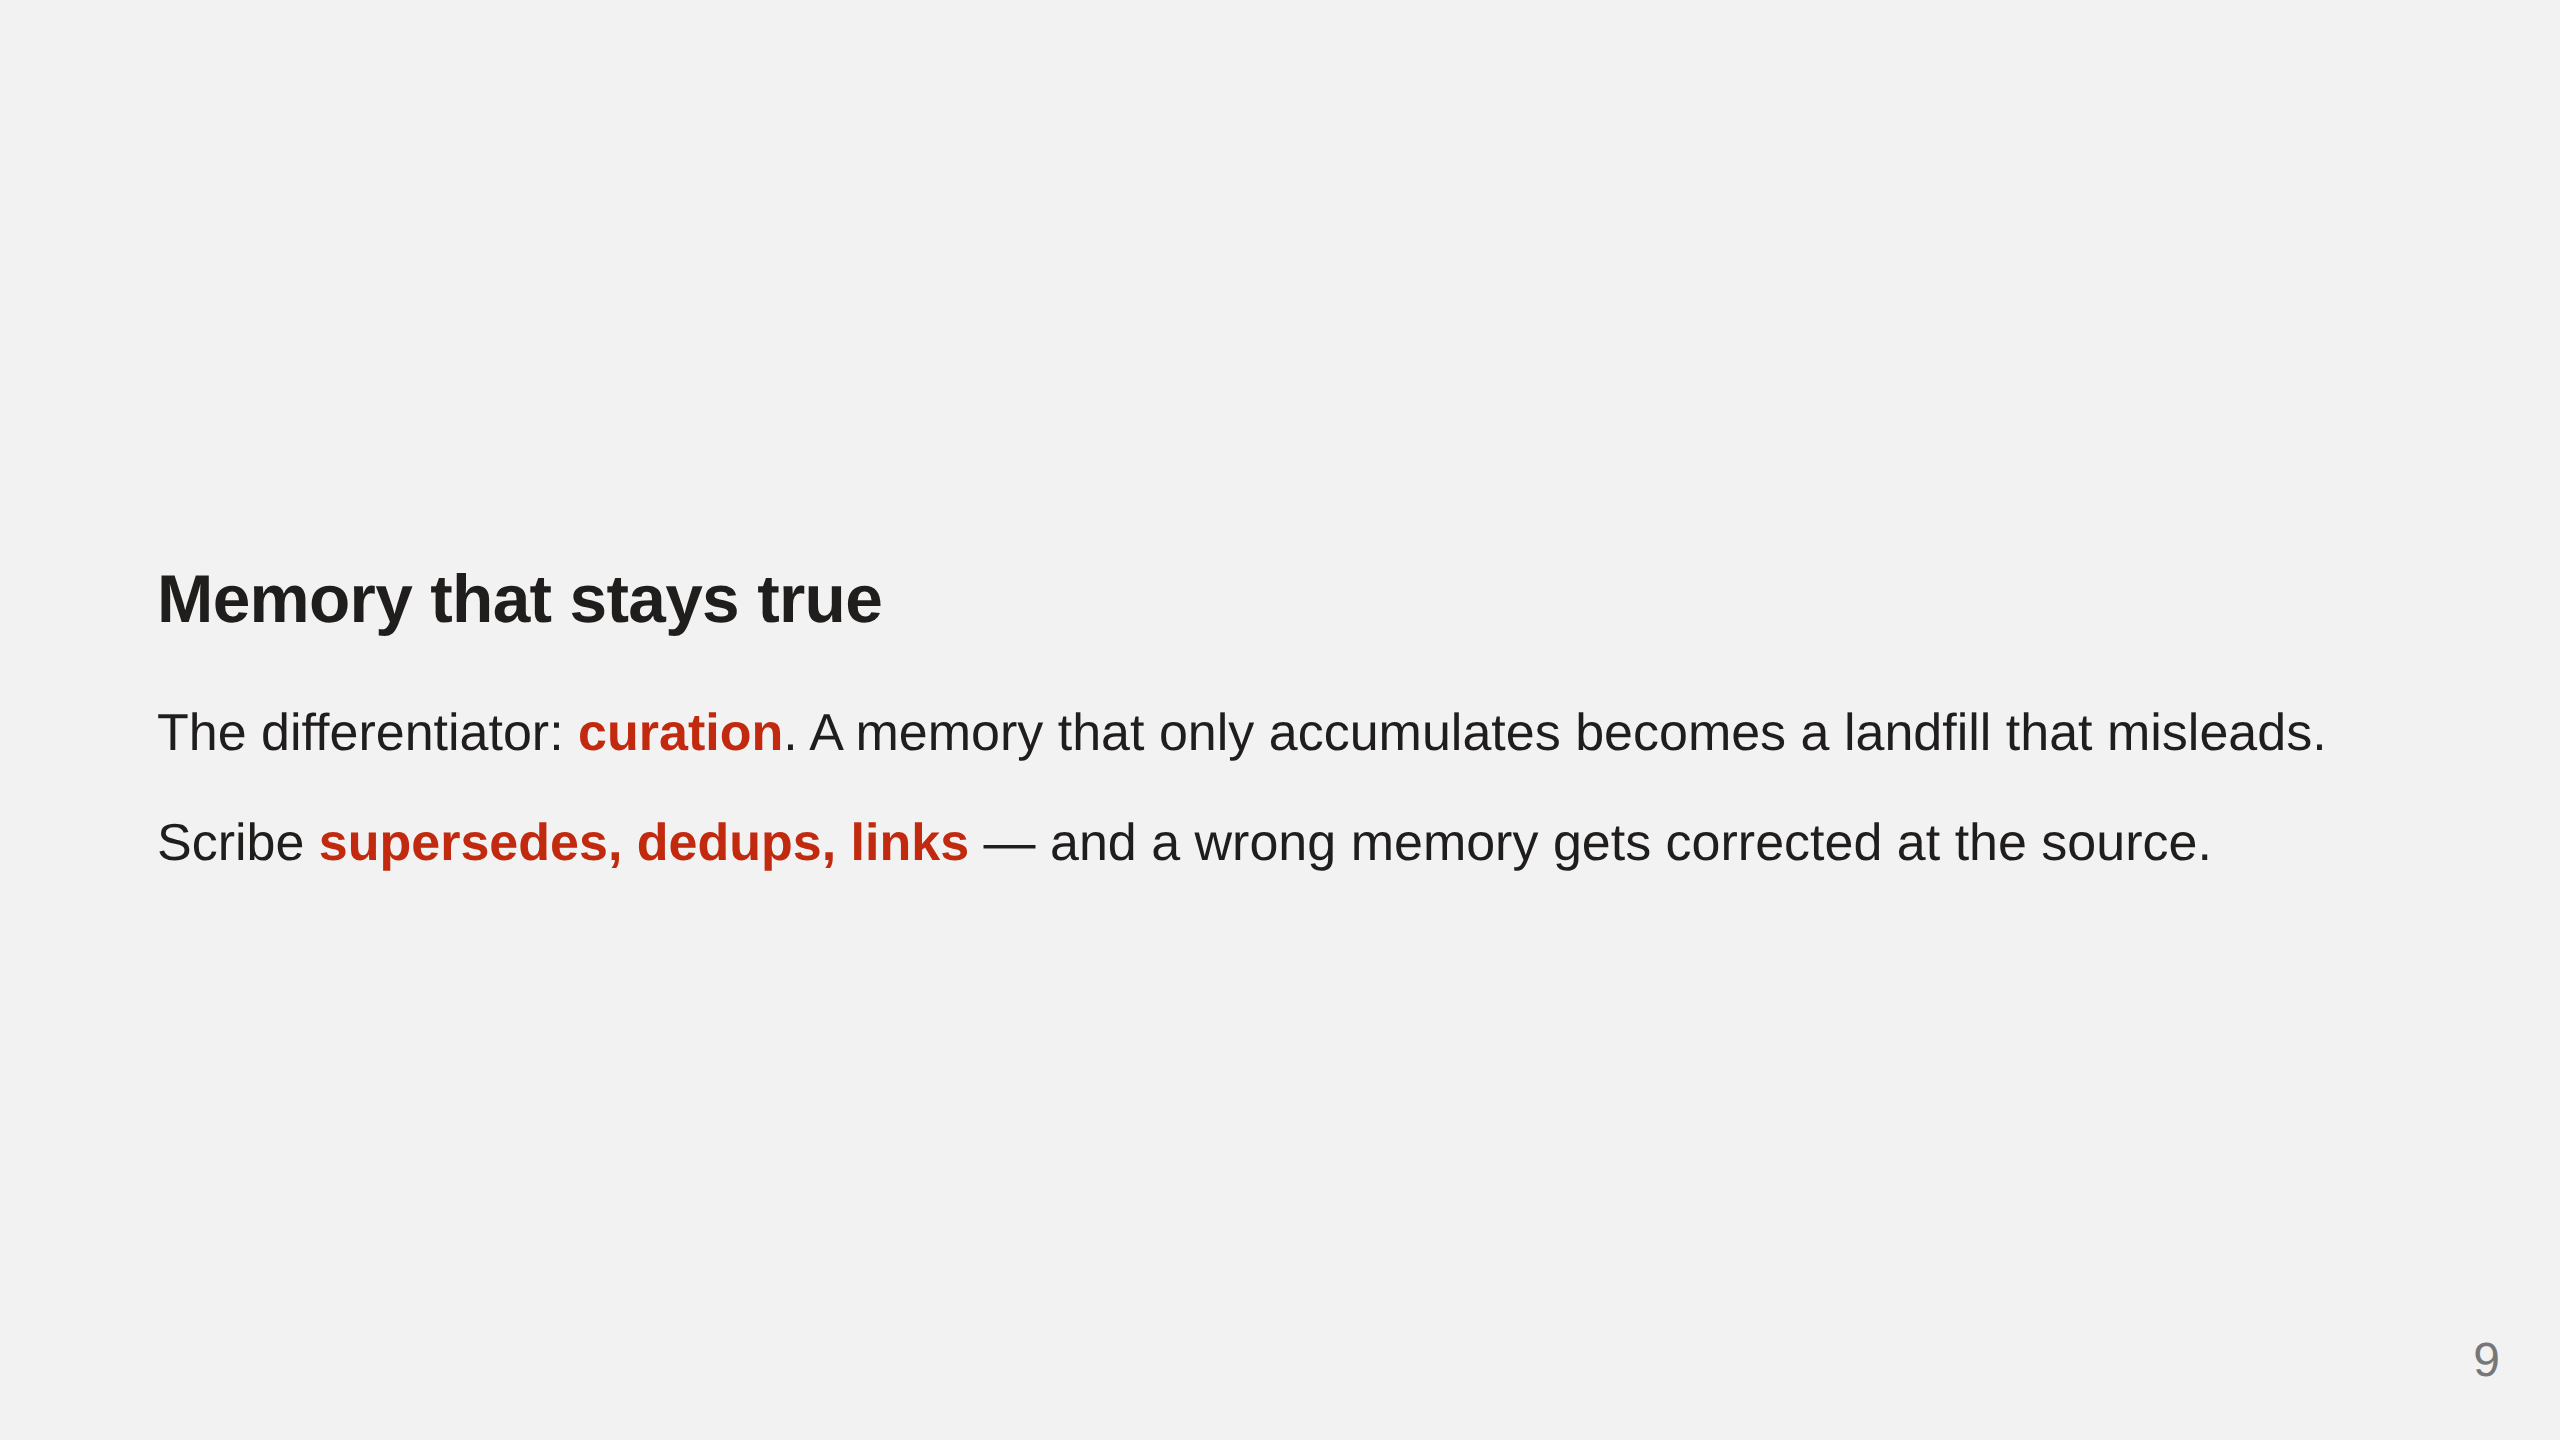 Memory that stays true
The differentiator: curation. A memory that only accumulates becomes a landfill that misleads.
Scribe supersedes, dedups, links — and a wrong memory gets corrected at the source.
9